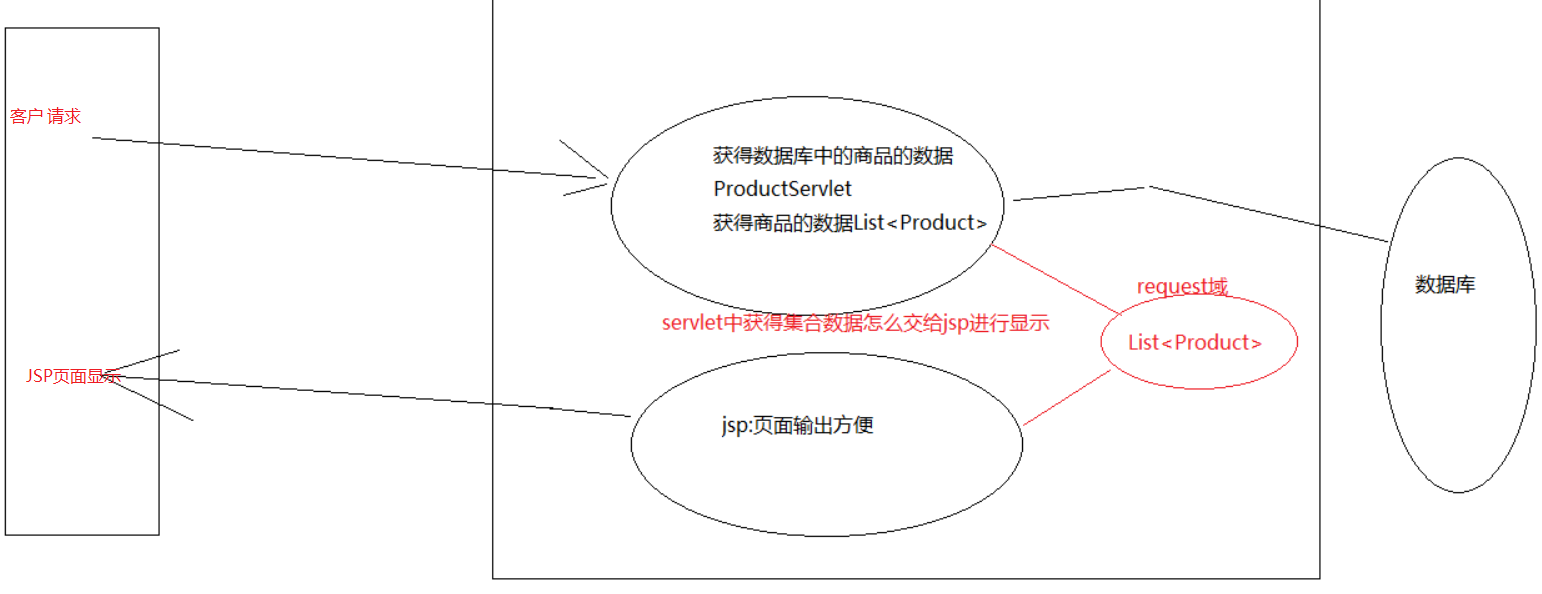 客户 请求
获得数据库中的商品的数据
ProductServlet
获得商品的数据List<Product>
数据库
request域
servlet中获得集合数据怎么交给jsp进行显示
List<Product>
JSP页面显示
jsp:页面输出方便